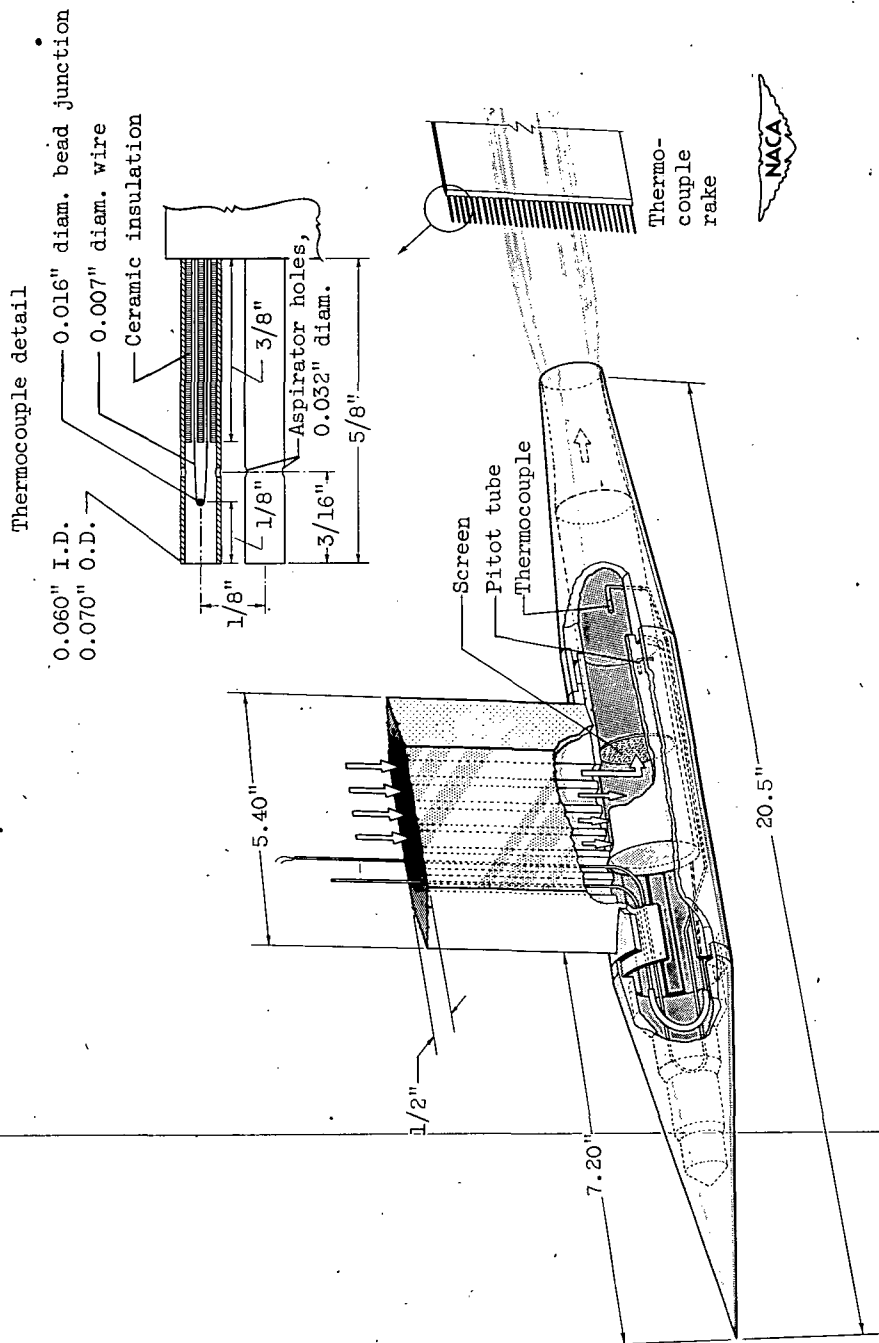 Thermocouple detail
0.060" I.D.
0.070" O.D.
0.016" diam. bead junction
0.007" diam. wire
Ceramic insulation
1/8"
1/8"
3/8"
3/16"
Aspirator holes,
0.032" diam.
5/8"
5.40"
1/2"
7.20"
Screen
Pitot tube
Thermocouple
20.5"
Thermo-
couple
rake
NACA